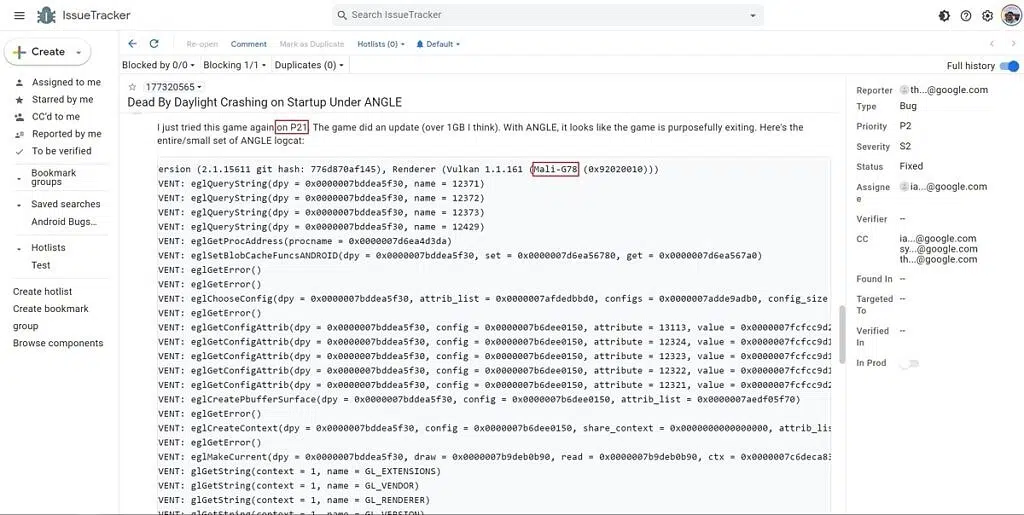 IssueTracker
Search IssueTracker
Create
Re-open Comment Mark as Duplicate Hotlists (0) Default
Blocked by 0/0 Blocking 1/1 Duplicates (0)
Full history
Assigned to me
Starred by me
CC'd to me
Reported by me
To be verified
Bookmark
groups
Saved searches
Android Bugs...
Hotlists
Test
Create hotlist
Create bookmark
group
Browse components
177320565
Dead By Daylight Crashing on Startup Under ANGLE
I just tried this game again on P21. The game did an update (over 1GB I think). With ANGLE, it looks like the game is purposefully exiting. Here's the
entire/small set of ANGLE logcat:
ersion (2.1.15611 git hash: 776d870af145), Renderer (Vulkan 1.1.161 (Mali-G78 (0x92020010)))
VENT: eglQueryString(dpy = 0x0000007bddea5f30, name = 12371)
VENT: eglQueryString(dpy = 0x0000007bddea5f30, name = 12372)
VENT: eglQueryString(dpy = 0x0000007bddea5f30, name = 12373)
VENT: eglQueryString(dpy = 0x0000007bddea5f30, name = 12429)
VENT: eglGetProcAddress(procname = 0x0000007d6ea4d3da)
VENT: eglSetBlobCacheFuncsANDROID(dpy = 0x0000007bddea5f30, set = 0x0000007d6ea56780, get = 0x0000007d6ea567a0)
VENT: eglGetError()
VENT: eglGetError()
VENT: eglChooseConfig(dpy = 0x0000007bddea5f30, attrib_list = 0x0000007afdedbbd0, configs = 0x0000007adde9adb0, config_size
VENT: eglGetConfigAttrib(dpy = 0x0000007bddea5f30, config = 0x0000007b6dee0150, attribute = 13113, value = 0x0000007fcfcc9d2
VENT: eglGetConfigAttrib(dpy = 0x0000007bddea5f30, config = 0x0000007b6dee0150, attribute = 12324, value = 0x0000007fcfcc9d1
VENT: eglGetConfigAttrib(dpy = 0x0000007bddea5f30, config = 0x0000007b6dee0150, attribute = 12323, value = 0x0000007fcfcc9d1
VENT: eglGetConfigAttrib(dpy = 0x0000007bddea5f30, config = 0x0000007b6dee0150, attribute = 12322, value = 0x0000007fcfcc9d1
VENT: eglGetConfigAttrib(dpy = 0x0000007bddea5f30, config = 0x0000007b6dee0150, attribute = 12321, value = 0x0000007fcfcc9d2
VENT: eglCreatePbufferSurface(dpy = 0x0000007bddea5f30, config = 0x0000007b6dee0150, attrib_list = 0x0000007aedf05f70)
VENT: eglGetError()
VENT: eglCreateContext(dpy = 0x0000007bddea5f30, config = 0x0000007b6dee0150, share_context = 0x0000000000000000, attrib_lis
VENT: eglGetError()
VENT: eglMakeCurrent(dpy = 0x0000007bddea5f30, draw = 0x0000007b9deb0b90, read = 0x0000007b9deb0b90, ctx = 0x0000007c6deca83
VENT: glGetString(context = 1, name = GL_EXTENSIONS)
VENT: glGetString(context = 1, name = GL_VENDOR)
VENT: glGetString(context = 1, name = GL_RENDERER)
VENT: glGetString(context = 1, name = GL_VERSION)
Reporter th...@google.com
Type Bug
Priority P2
Severity S2
Status Fixed
Assigne ia...@google.com
e
Verifier --
CC ia...@google.com
sy...@google.com
th...@google.com
Found In --
Targeted --
To
Verified --
In
In Prod